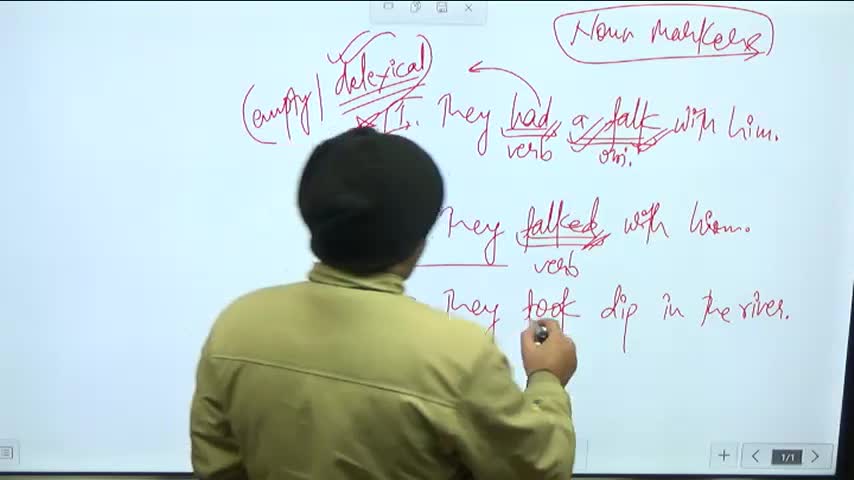 Noun markers
(empty/delexical)
1. They had a talk with him.
verb obj.
They talked with him.
verb
They took dip in the river.
1/1